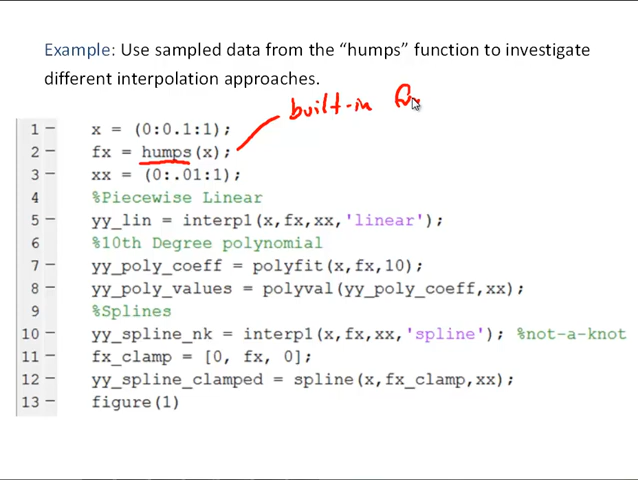 Example: Use sampled data from the “humps” function to investigate
different interpolation approaches.
built-in
1 x = (0:0.1:1);
2 fx = humps(x);
3 xx = (0:.01:1);
4 %Piecewise Linear
5 yy_lin = interp1(x,fx,xx,'linear');
6 %10th Degree polynomial
7 yy_poly_coeff = polyfit(x,fx,10);
8 yy_poly_values = polyval(yy_poly_coeff,xx);
9 %Splines
10 yy_spline_nk = interp1(x,fx,xx,'spline'); %not-a-knot
11 fx_clamp = [0, fx, 0];
12 yy_spline_clamped = spline(x,fx_clamp,xx);
13 figure(1)